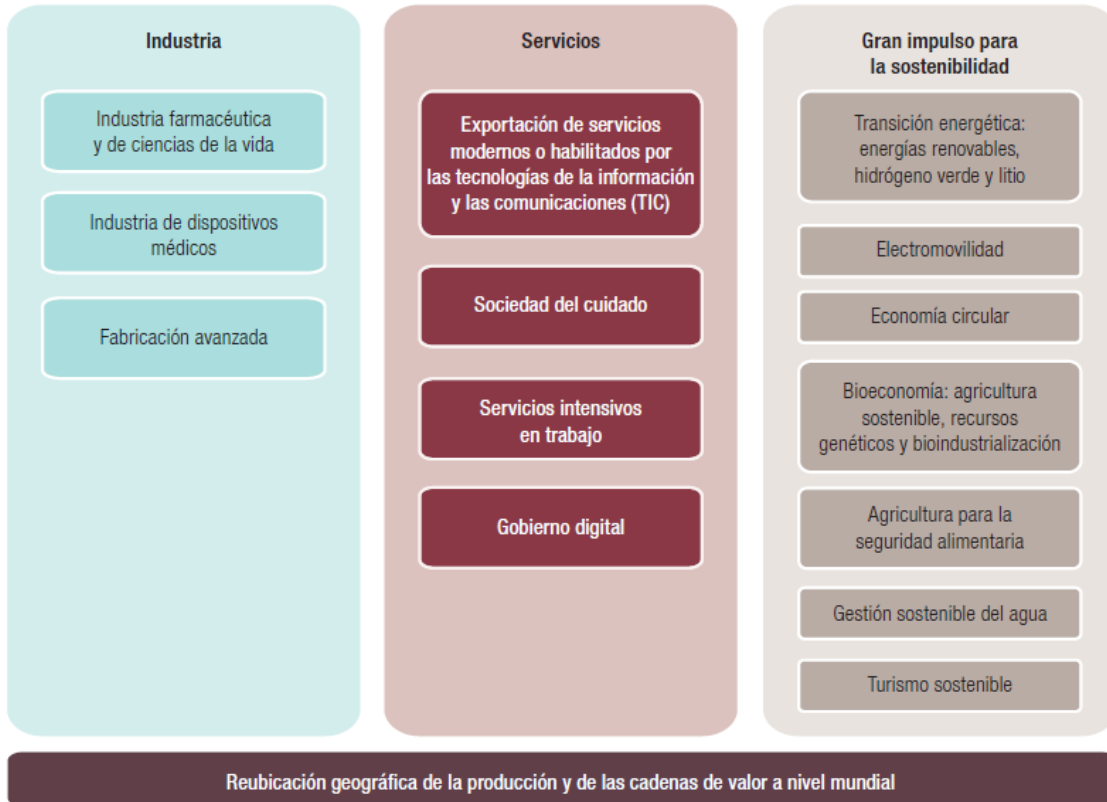 Industria
Industria farmacéutica
y de ciencias de la vida
Industria de dispositivos
médicos
Fabricación avanzada
Servicios
Exportación de servicios
modernos o habilitados por
las tecnologías de la información
y las comunicaciones (TIC)
Sociedad del cuidado
Servicios intensivos
en trabajo
Gobierno digital
Gran impulso para
la sostenibilidad
Transición energética:
energías renovables,
hidrógeno verde y litio
Electromovilidad
Economía circular
Bioeconomía: agricultura
sostenible, recursos
genéticos y bioindustrialización
Agricultura para la
seguridad alimentaria
Gestión sostenible del agua
Turismo sostenible
Reubicación geográfica de la producción y de las cadenas de valor a nivel mundial